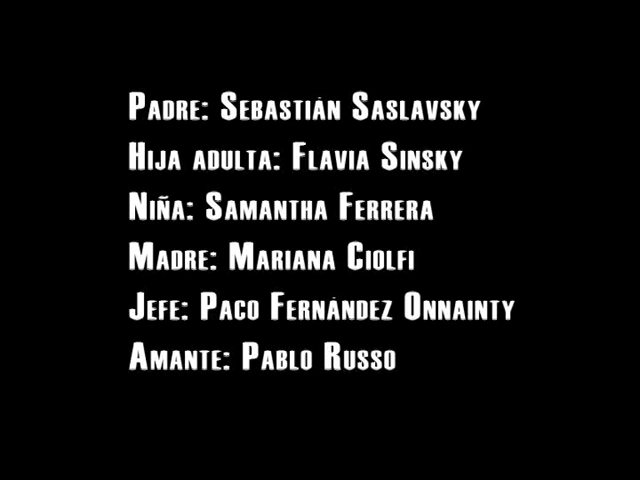 Padre: Sebastián Saslavsky
Hija adulta: Flavia Sinsky
Niña: Samantha Ferrera
Madre: Mariana Ciolfi
Jefe: Paco Fernández Onnainty
Amante: Pablo Russo